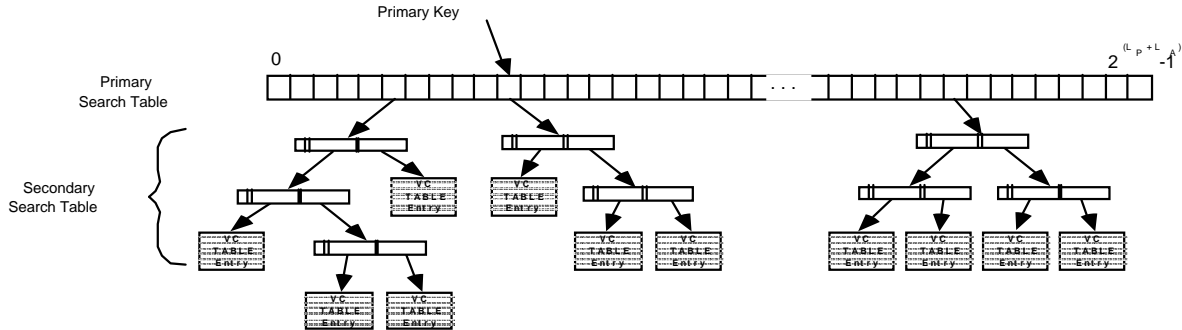 Primary Key
0
2 (L P + L A) -1
Primary
Search Table
. . .
Secondary
Search Table
VC
TABLE
Entry
VC
TABLE
Entry
VC
TABLE
Entry
VC
TABLE
Entry
VC
TABLE
Entry
VC
TABLE
Entry
VC
TABLE
Entry
VC
TABLE
Entry
VC
TABLE
Entry
VC
TABLE
Entry
VC
TABLE
Entry